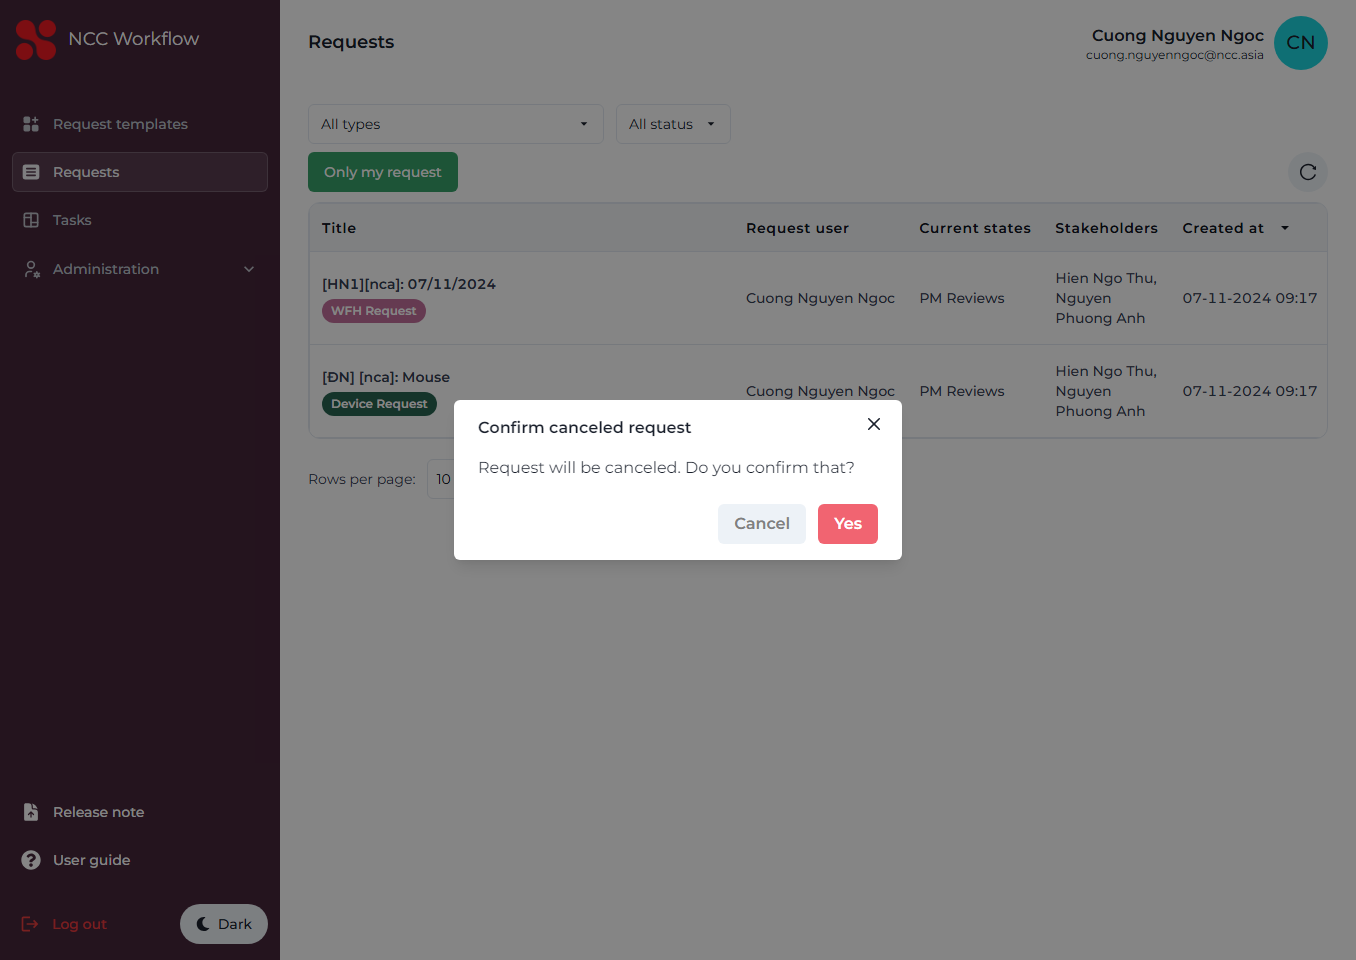 NCC Workflow
Request templates
Requests
Tasks
Administration
Release note
User guide
Log out
Dark
Requests
Cuong Nguyen Ngoc
cuong.nguyenngoc@ncc.asia
CN
All types
All status
Only my request
Title
Request user
Current states
Stakeholders
Created at
[HN1][nca]: 07/11/2024
WFH Request
Cuong Nguyen Ngoc
PM Reviews
Hien Ngo Thu,
Nguyen
Phuong Anh
07-11-2024 09:17
[ĐN] [nca]: Mouse
Device Request
Cuong Nguyen Ngoc
PM Reviews
Hien Ngo Thu,
Nguyen
Phuong Anh
07-11-2024 09:17
Rows per page:
10
Confirm canceled request
Request will be canceled. Do you confirm that?
Cancel
Yes